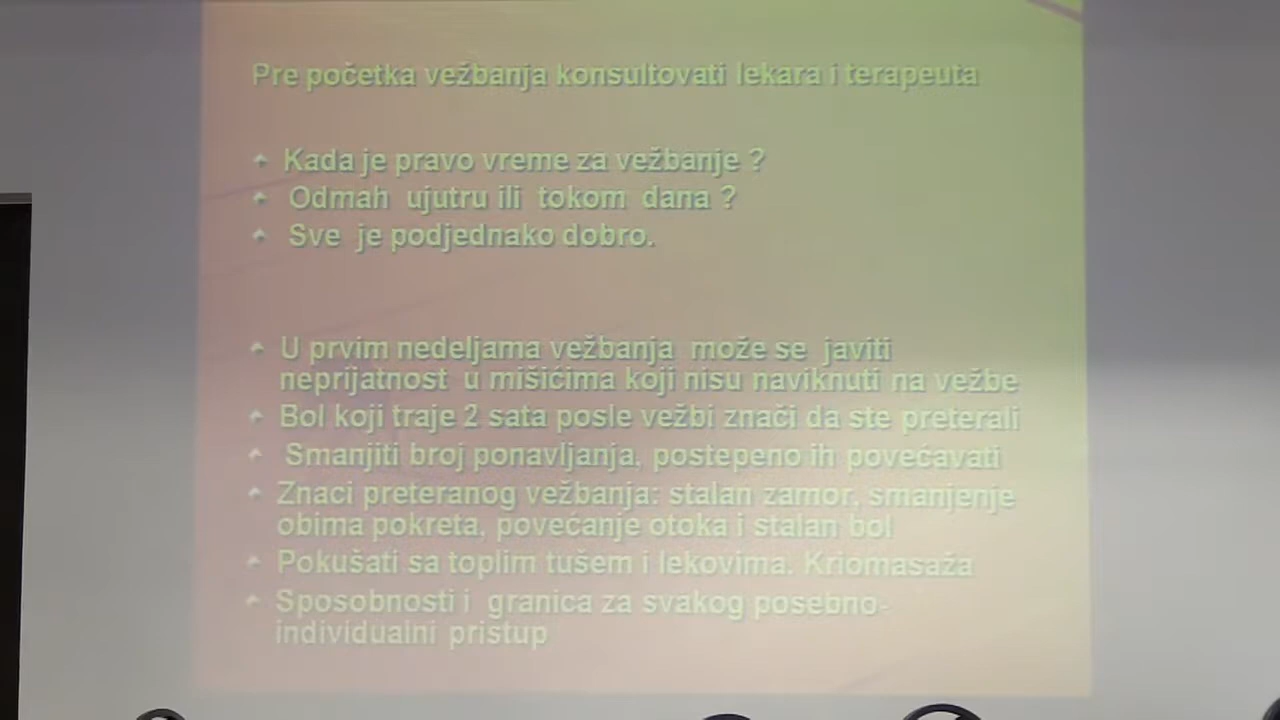 Pre početka vežbanja konsultovati lekara i terapeuta
Kada je pravo vreme za vežbanje ?
Odmah ujutru ili tokom dana ?
Sve je podjednako dobro.
U prvim nedeljama vežbanja može se javiti
neprijatnost u mišićima koji nisu naviknuti na vežbe
Bol koji traje 2 sata posle vežbi znači da ste preterali
Smanjiti broj ponavljanja, postepeno ih povećavati
Znaci preteranog vežbanja: stalan zamor, smanjenje
obima pokreta, povećanje otoka i stalan bol
Pokušati sa toplim tušem i lekovima. Kriomasaža
Sposobnosti i granica za svakog posebno-
individualni pristup